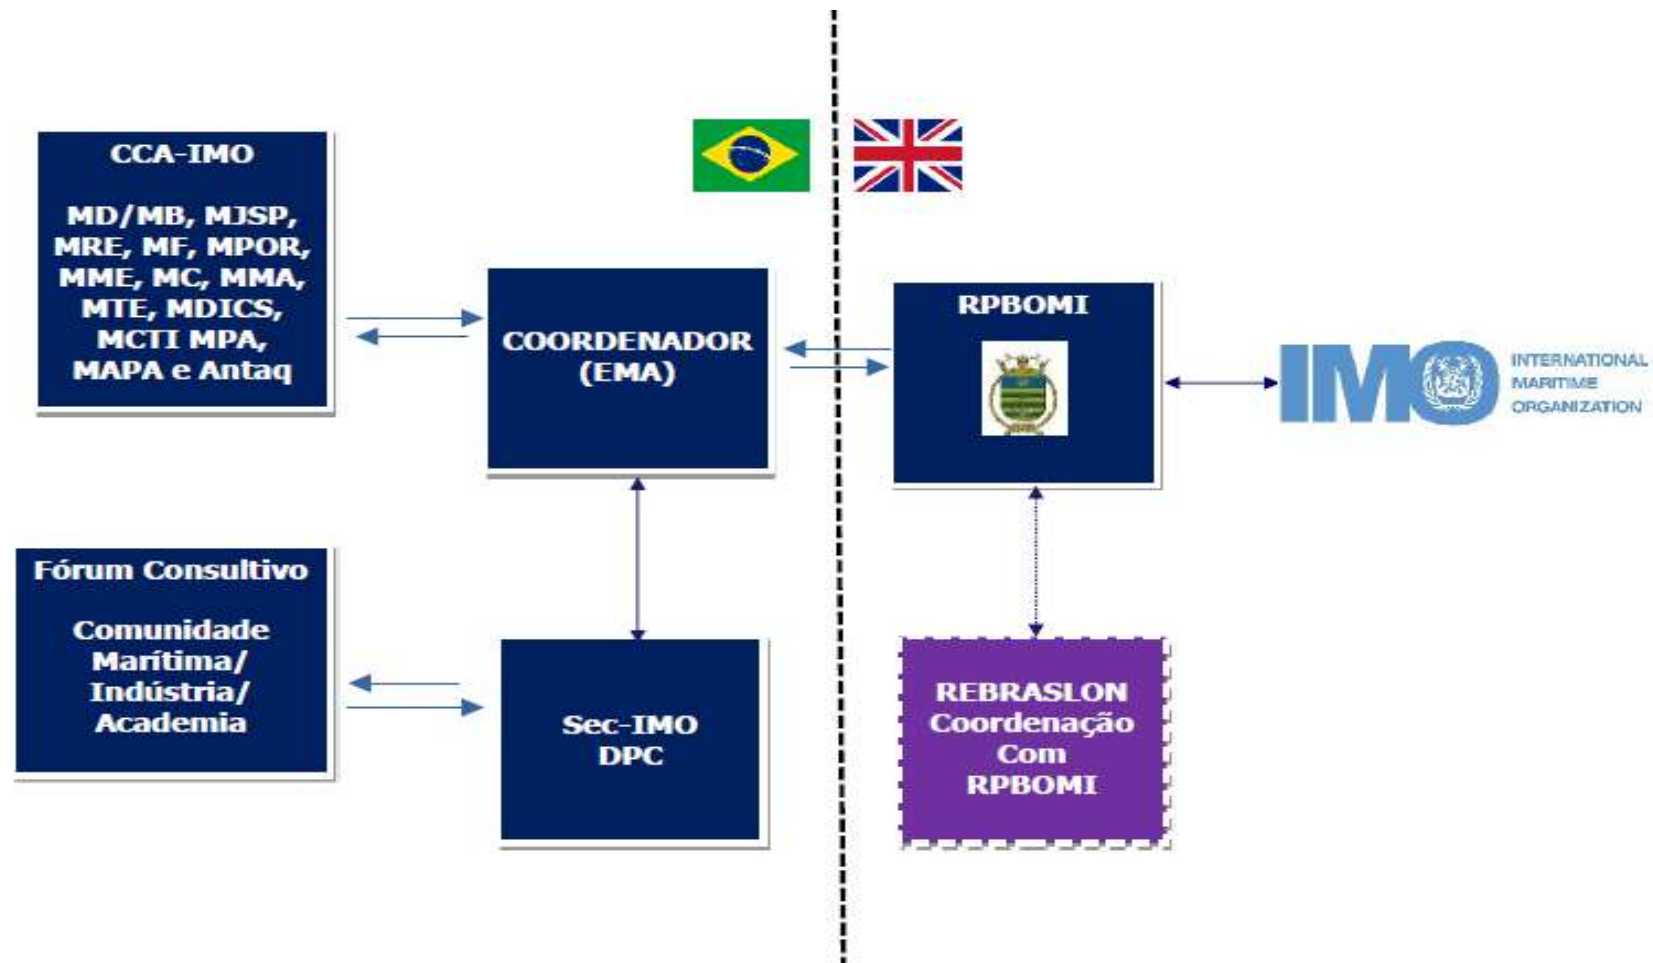 CCA-IMO
MD/MB, MJSP,
MRE, MF, MPOR,
MME, MC, MMA,
MTE, MDICS,
MCTI MPA,
MAPA e Antaq
COORDENADOR
(EMA)
RPBOMI
IMO
INTERNATIONAL
MARITIME
ORGANIZATION
Fórum Consultivo
Comunidade
Marítima/
Indústria/
Academia
Sec-IMO
DPC
REBRASLON
Coordenação
Com
RPBOMI